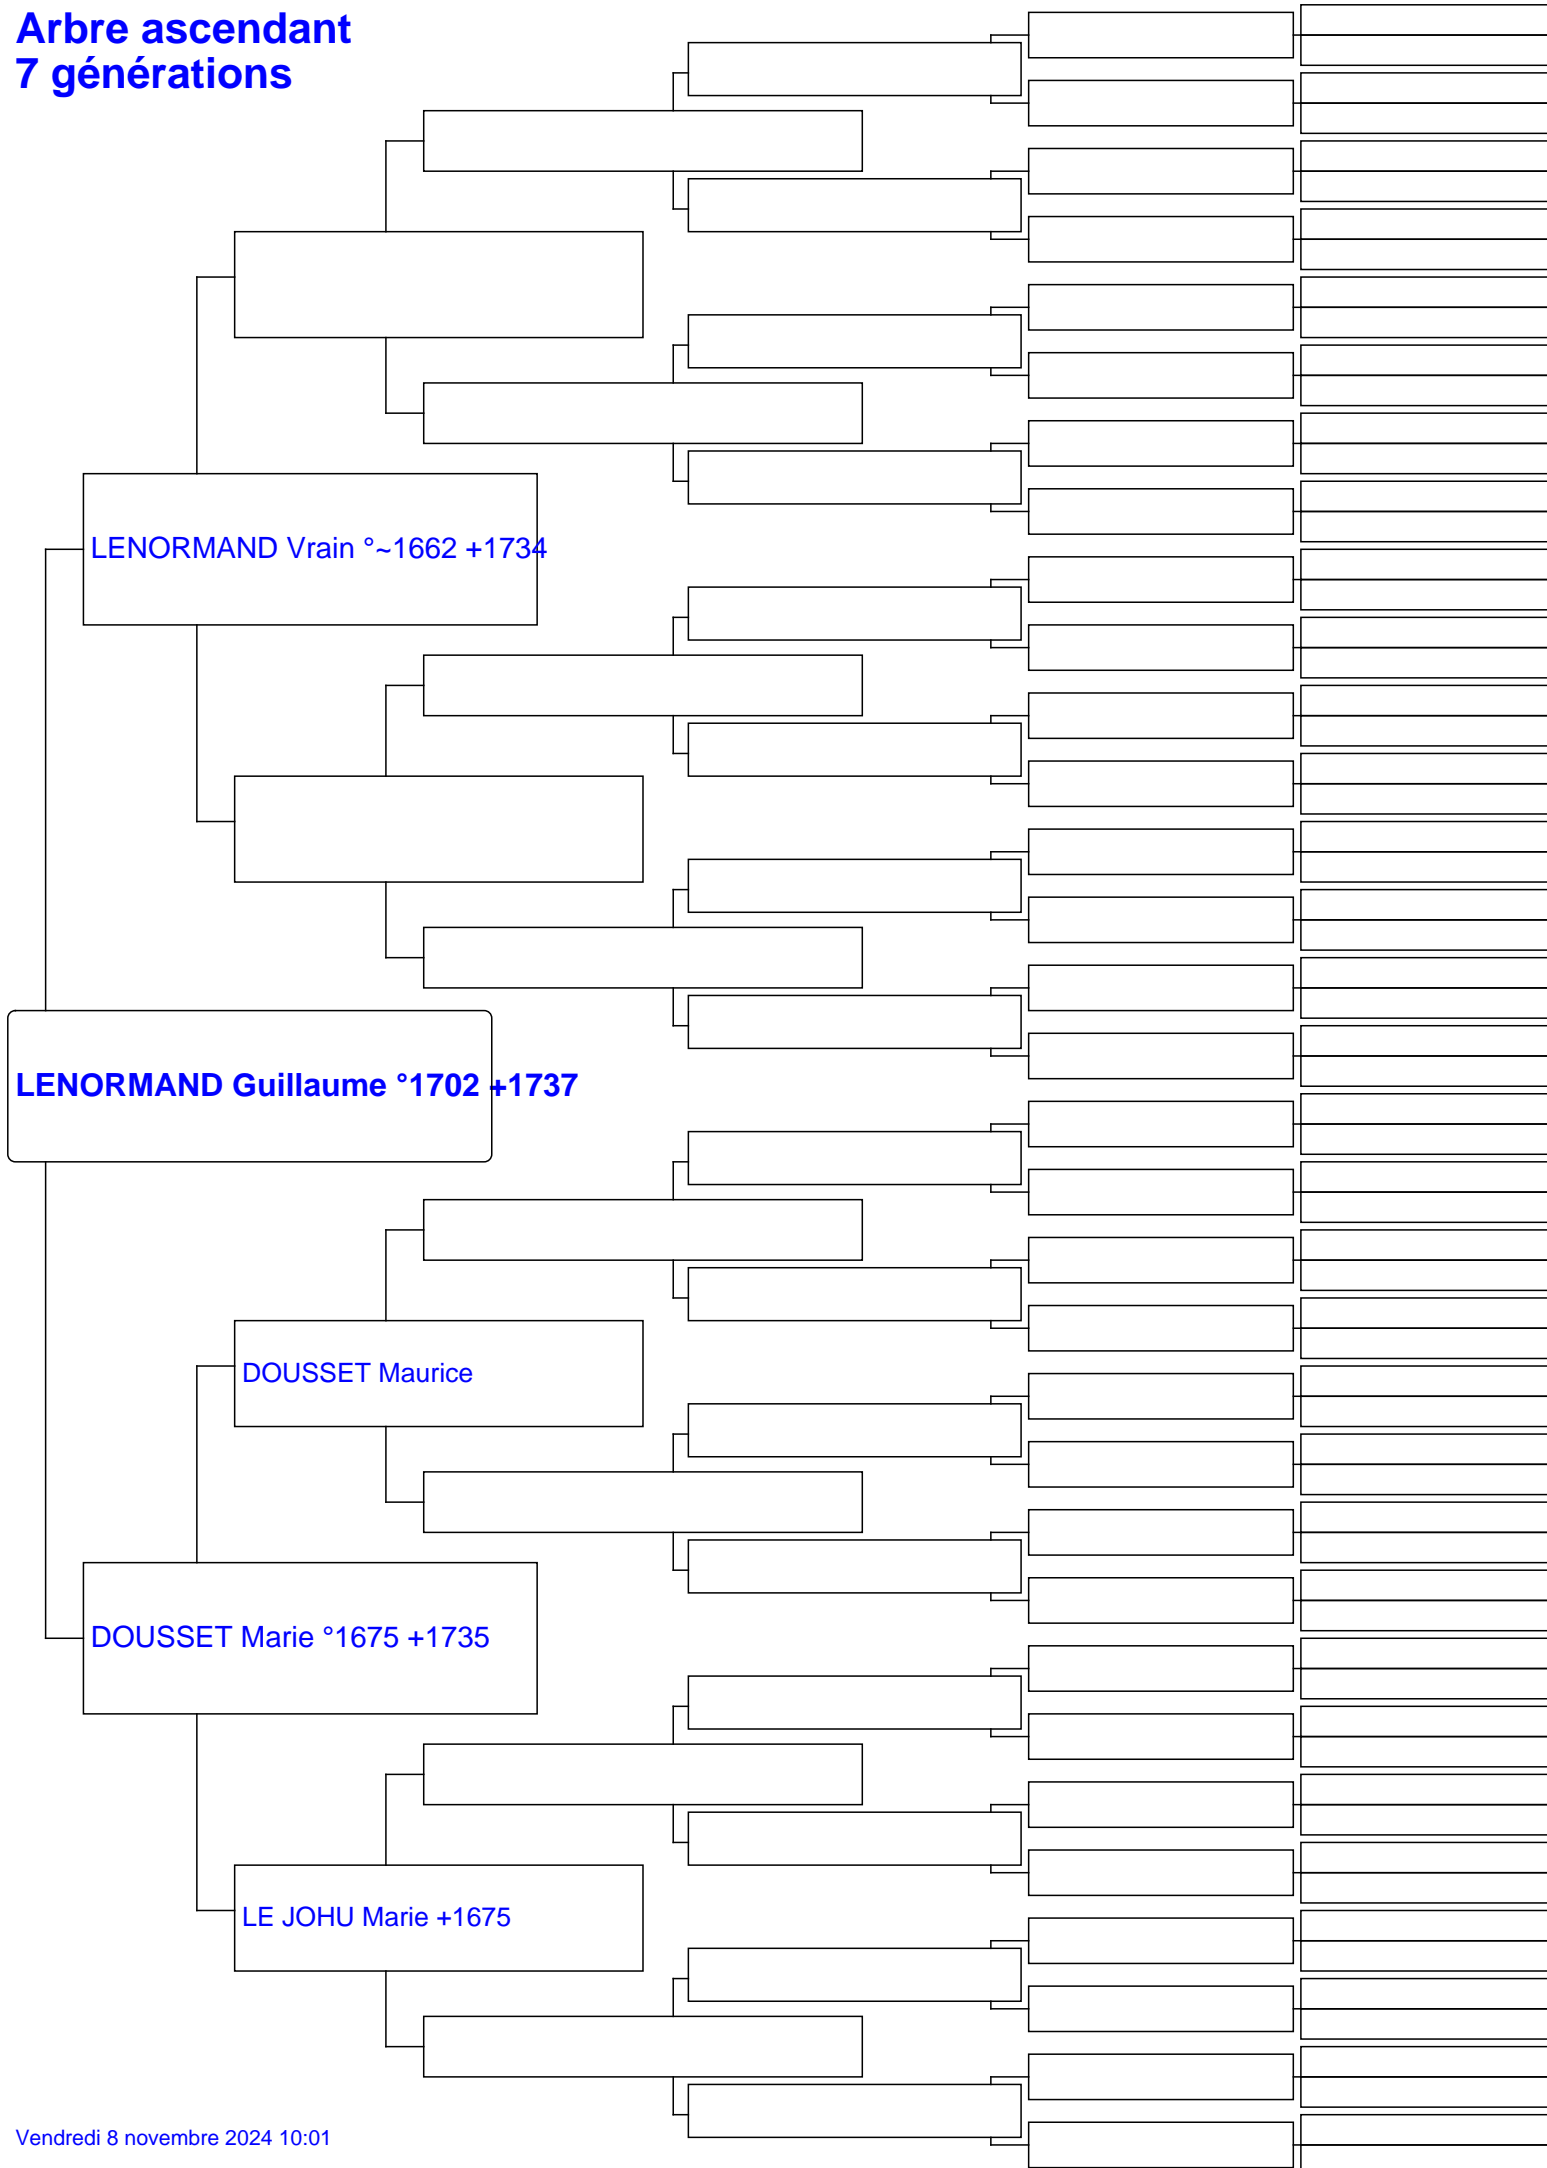 Arbre ascendant
7 générations
LENORMAND Vrain °~1662 +1734
LENORMAND Guillaume °1702 +1737
DOUSSET Maurice
DOUSSET Marie °1675 +1735
LE JOHU Marie +1675
Vendredi 8 novembre 2024 10:01